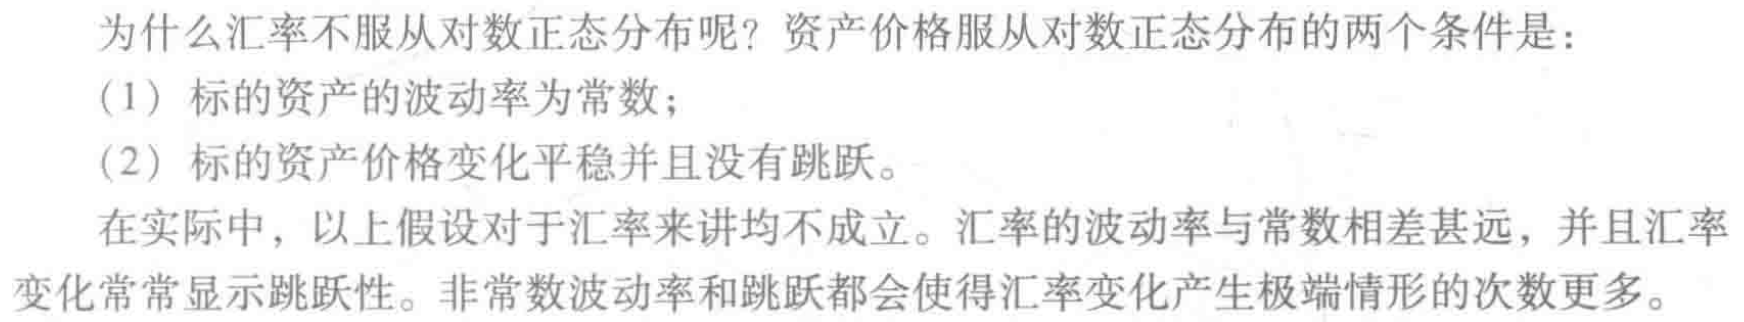 为什么汇率不服从对数正态分布呢？资产价格服从对数正态分布的两个条件是：
（1）标的资产的波动率为常数；
（2）标的资产价格变化平稳并且没有跳跃。
在实际中，以上假设对于汇率来讲均不成立。汇率的波动率与常数相差甚远，并且汇率
变化常常显示跳跃性。非常数波动率和跳跃都会使得汇率变化产生极端情形的次数更多。